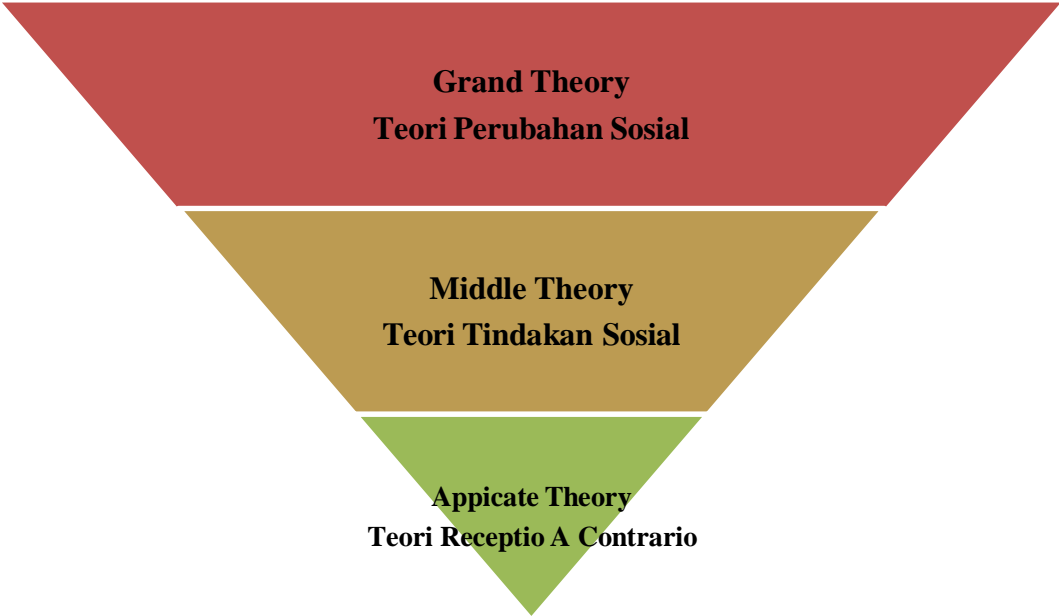 Grand Theory
Teori Perubahan Sosial
Middle Theory
Teori Tindakan Sosial
Appicate Theory
Teori Receptio A Contrario